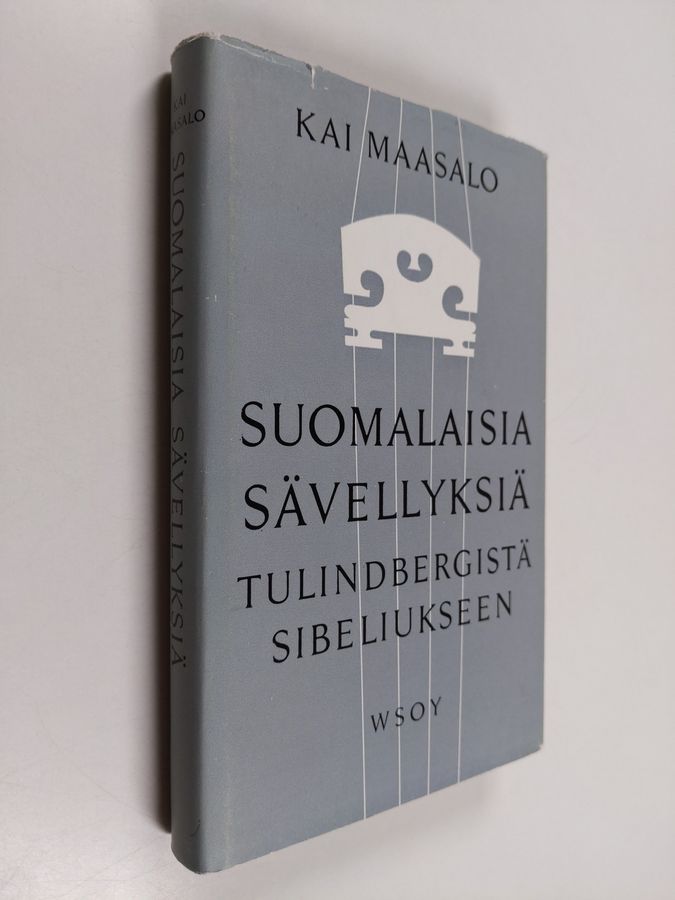 KAI MAASALO
SUOMALAISIA
SÄVELLYKSIÄ
TULINDBERGISTÄ
SIBELIUKSEEN
WSOY
KAI
MAASALO
SUOMALAISIA SÄVELLYKSIÄ